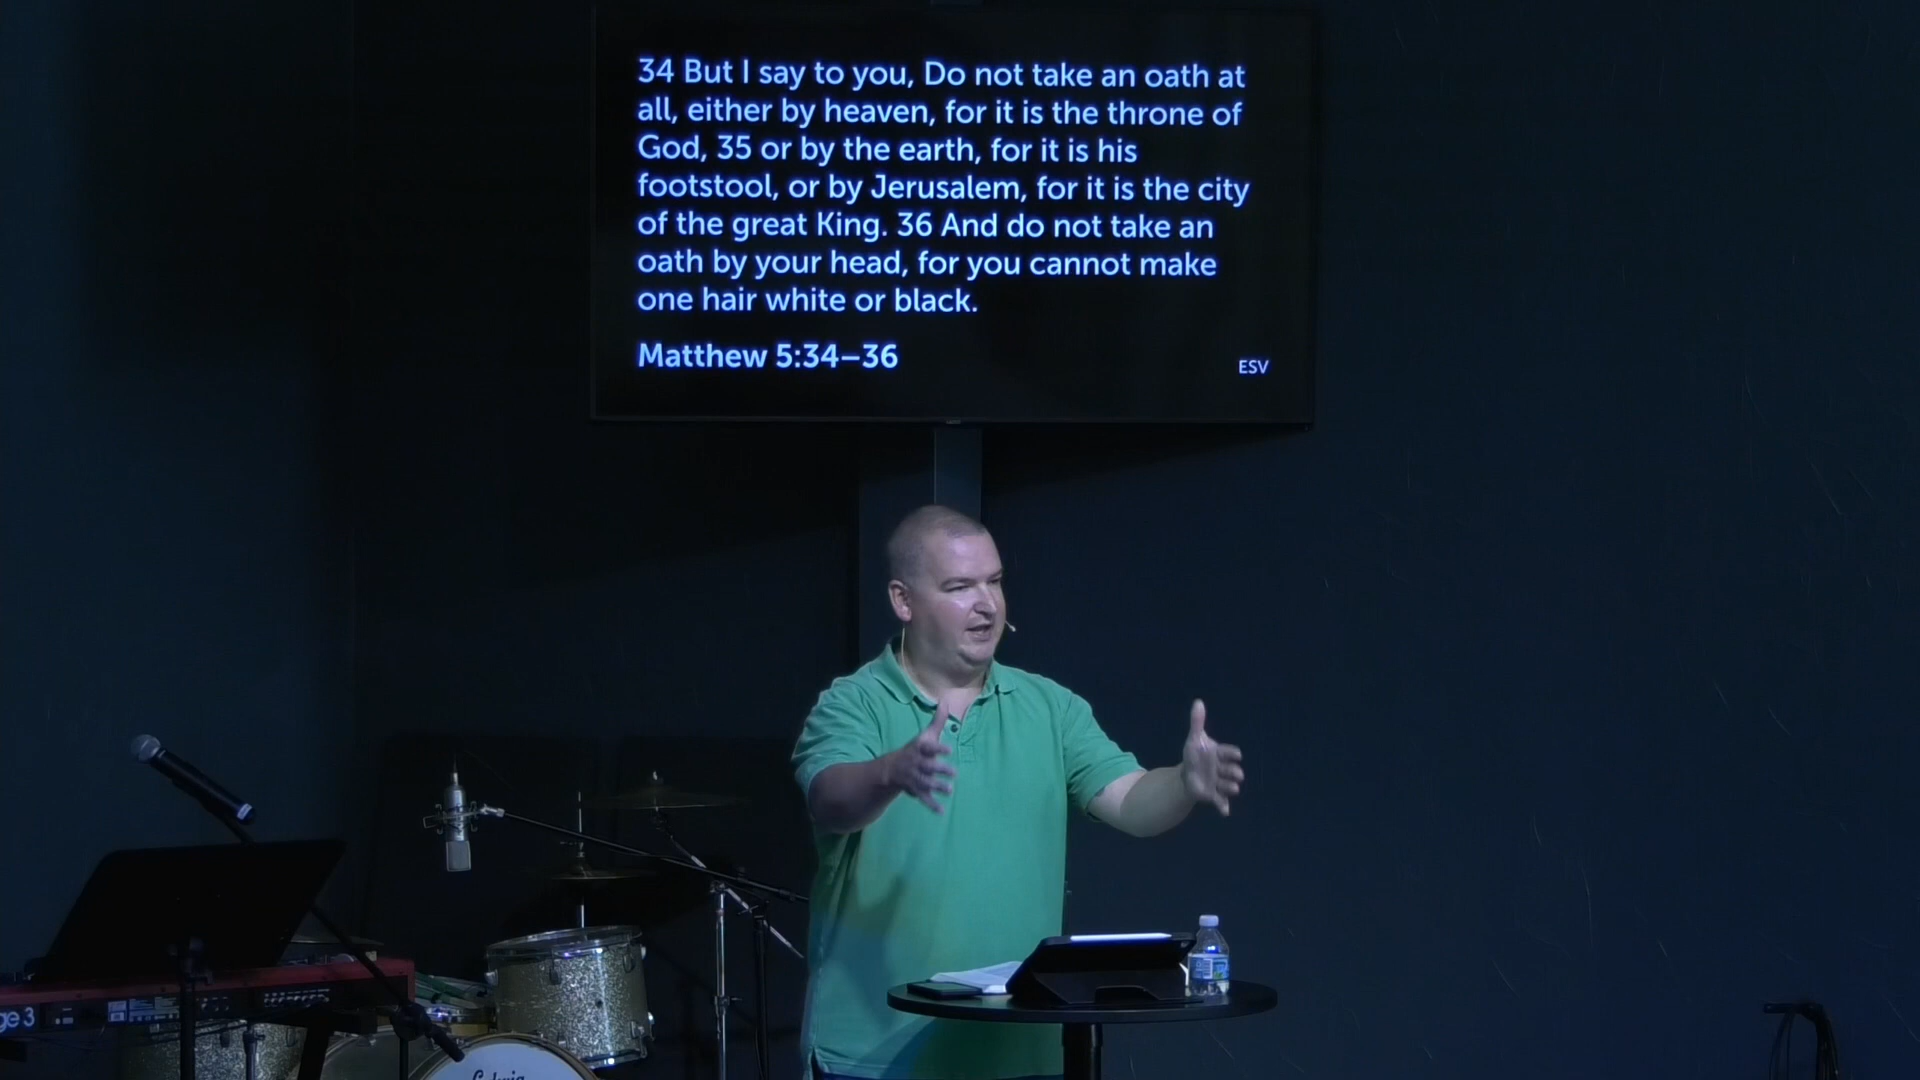 34 But I say to you, Do not take an oath at
all, either by heaven, for it is the throne of
God, 35 or by the earth, for it is his
footstool, or by Jerusalem, for it is the city
of the great King. 36 And do not take an
oath by your head, for you cannot make
one hair white or black.
Matthew 5:34–36
ESV
ge 3
Ludwig